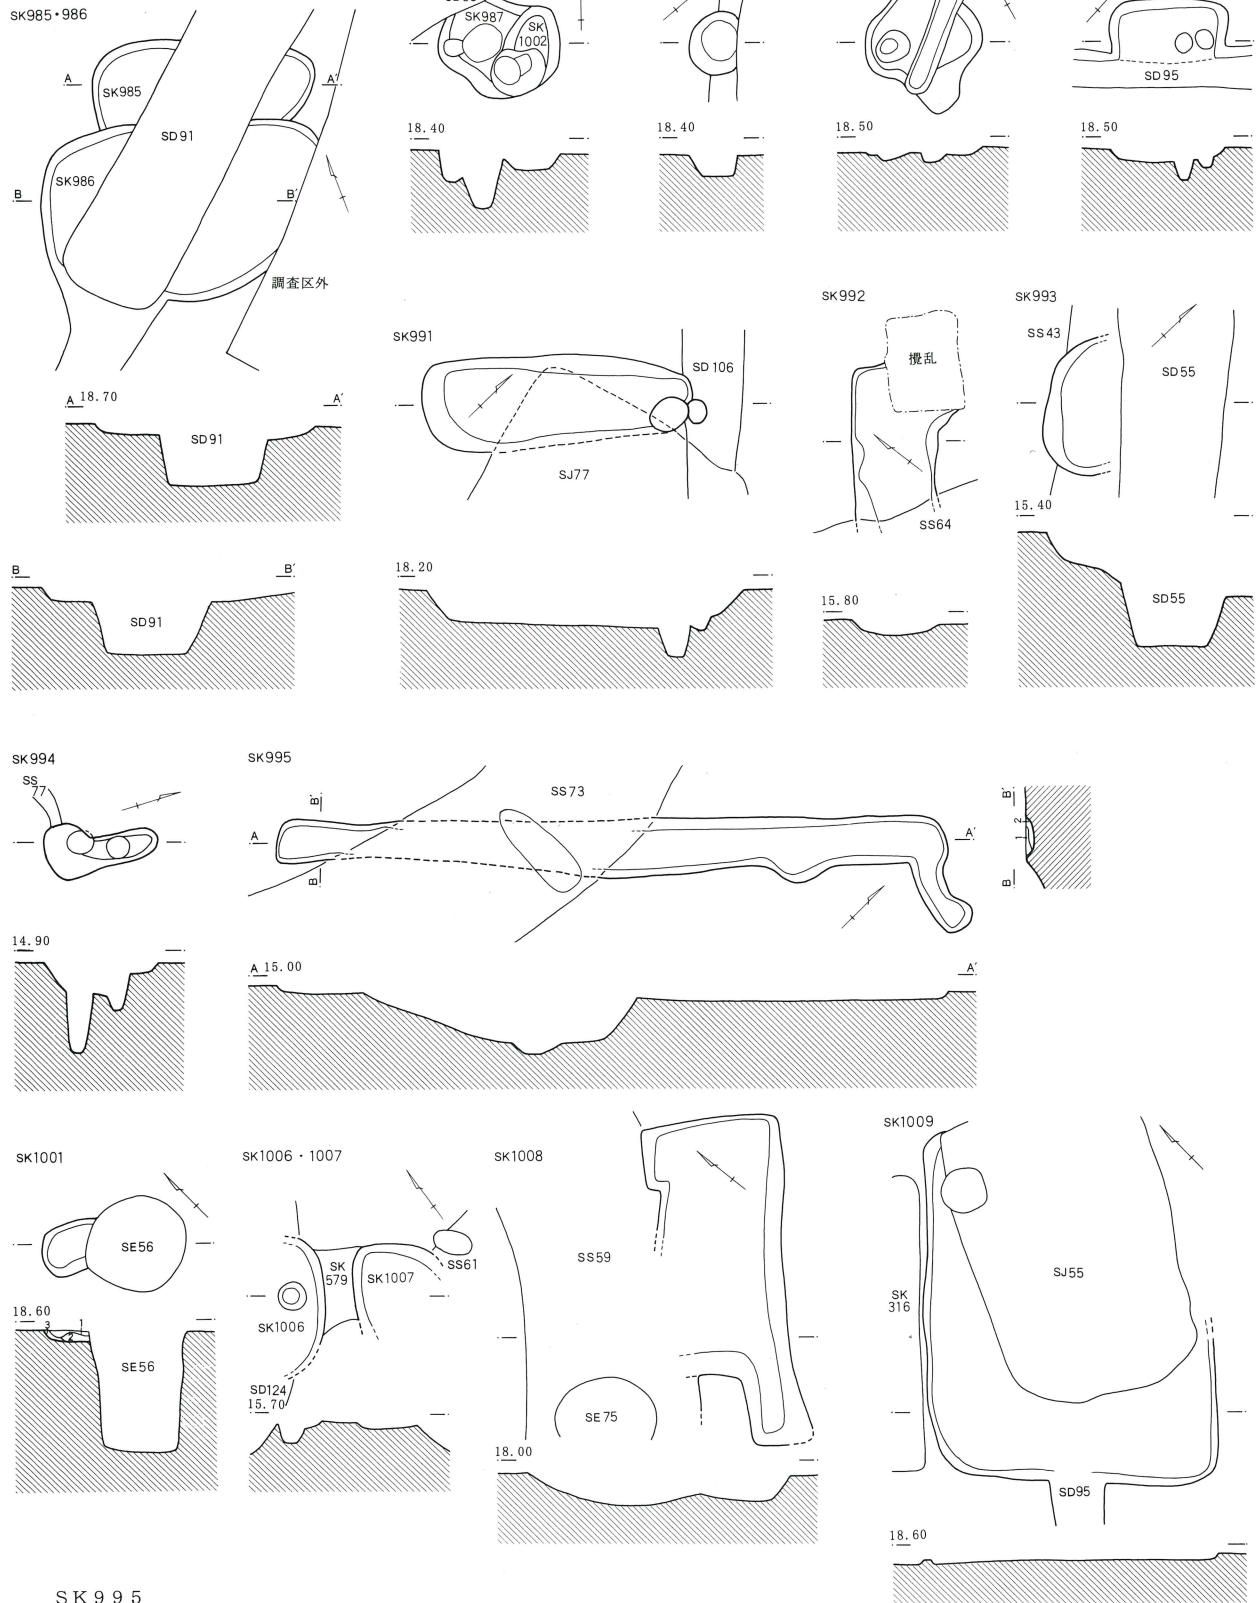 SK985・986
A
A′
SK985
SD91
SK986
B
B′
調査区外
A 18.70
A′
SD91
B
B′
SD91
SK987
SK
1002
18.40
18.40
18.50
SD95
18.50
SK991
SD106
SJ77
18.20
SK992
攪乱
SS64
15.80
SK993
SS43
SD55
15.40
SD55
SK994
SS
77
14.90
SK995
SS73
B′
A
A′
B
A 15.00
A′
B′
2
1
B
SK1001
SE56
18.60
3
1
2
SE56
SK1006・1007
SK
579
SK1007
SS61
SK1006
SD124
15.70
SK1008
SS59
SE75
18.00
SK1009
SJ55
SK
316
SD95
18.60
SK995